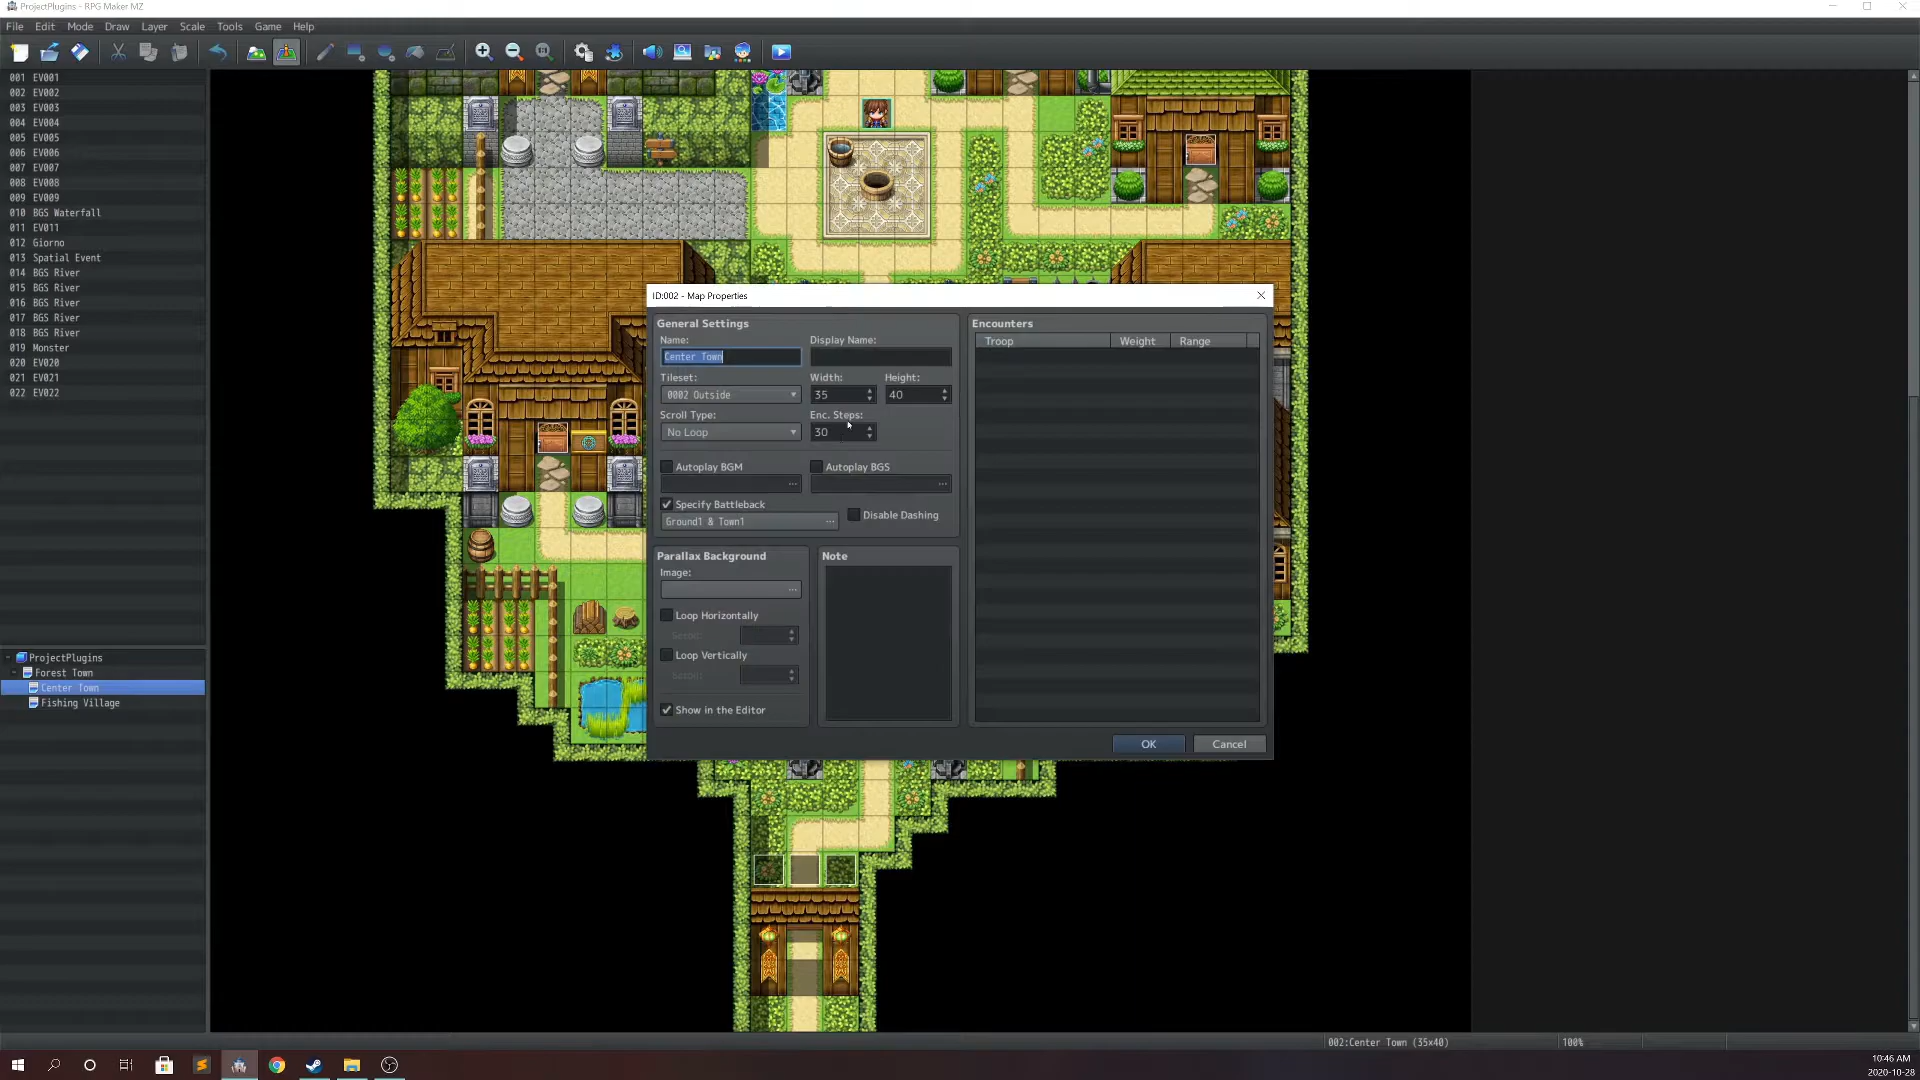 ProjectPlugins - RPG Maker MZ
File Edit Mode Draw Layer Scale Tools Game Help
001 EV001
002 EV002
003 EV003
004 EV004
005 EV005
006 EV006
007 EV007
008 EV008
009 EV009
010 BGS Waterfall
011 EV011
012 Giorno
013 Spatial Event
014 BGS River
015 BGS River
016 BGS River
017 BGS River
018 BGS River
019 Monster
020 EV020
021 EV021
022 EV022
ProjectPlugins
Forest Town
Center Town
Fishing Village
ID:002 - Map Properties
General Settings
Name: Display Name:
Center Town
Tileset: Width: Height:
0002 Outside 35 40
Scroll Type: Enc. Steps:
No Loop 30
Autoplay BGM Autoplay BGS
... ...
Specify Battleback
Ground1 & Town1 ...
Disable Dashing
Parallax Background
Image:
...
Loop Horizontally
Scroll:
Loop Vertically
Scroll:
Show in the Editor
Note
Encounters
Troop Weight Range
OK Cancel
002:Center Town (35×40) 100%
10:46 AM
2020-10-28